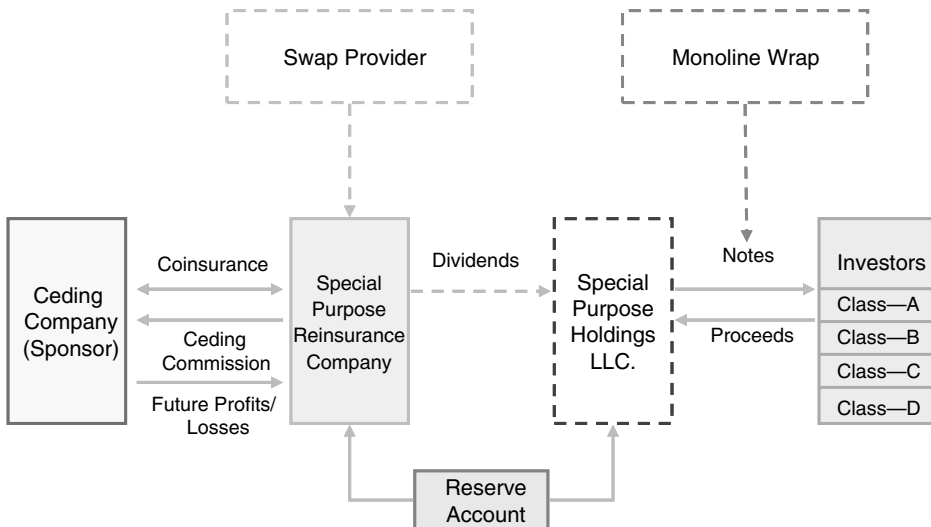 Swap Provider
Monoline Wrap
Ceding
Company
(Sponsor)
Coinsurance
Ceding
Commission
Future Profits/
Losses
Special
Purpose
Reinsurance
Company
Dividends
Special
Purpose
Holdings
LLC.
Notes
Proceeds
Investors
Class—A
Class—B
Class—C
Class—D
Reserve
Account